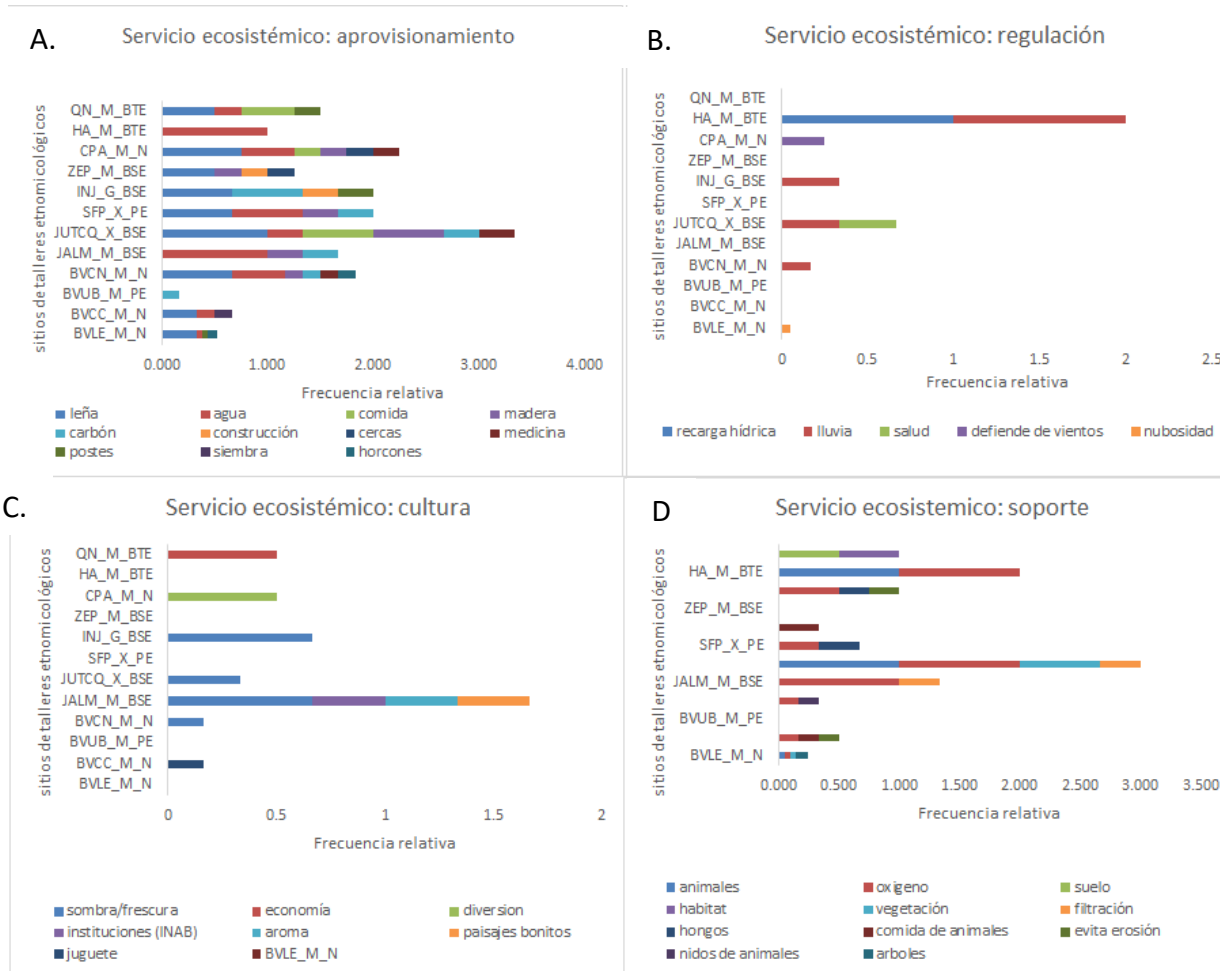 A.
Servicio ecosistémico: aprovisionamiento
sitios de talleres etnomicológicos
QN_M_BTE
HA_M_BTE
CPA_M_N
ZEP_M_BSE
INJ_G_BSE
SFP_X_PE
JUTCQ_X_BSE
JALM_M_BSE
BVCN_M_N
BVUB_M_PE
BVCC_M_N
BVLE_M_N
0.000 1.000 2.000 3.000 4.000
Frecuencia relativa
leña agua comida madera
carbón construcción cercas medicina
postes siembra horcones
B.
Servicio ecosistémico: regulación
sitios de talleres etnomicológicos
QN_M_BTE
HA_M_BTE
CPA_M_N
ZEP_M_BSE
INJ_G_BSE
SFP_X_PE
JUTCQ_X_BSE
JALM_M_BSE
BVCN_M_N
BVUB_M_PE
BVCC_M_N
BVLE_M_N
0 0.5 1 1.5 2 2.5
Frecuencia relativa
recarga hídrica lluvia salud defiende de vientos nubosidad
C.
Servicio ecosistémico: cultura
sitios de talleres etnomicológicos
QN_M_BTE
HA_M_BTE
CPA_M_N
ZEP_M_BSE
INJ_G_BSE
SFP_X_PE
JUTCQ_X_BSE
JALM_M_BSE
BVCN_M_N
BVUB_M_PE
BVCC_M_N
BVLE_M_N
0 0.5 1 1.5 2
Frecuencia relativa
sombra/frescura economía diversion
instituciones (INAB) aroma paisajes bonitos
juguete BVLE_M_N
D
Servicio ecosistemico: soporte
sitios de talleres etnomicológicos
HA_M_BTE
ZEP_M_BSE
SFP_X_PE
JALM_M_BSE
BVUB_M_PE
BVLE_M_N
0.000 0.500 1.000 1.500 2.000 2.500 3.000 3.500
Frecuencia relativa
animales oxigeno suelo
habitat vegetación filtración
hongos comida de animales evita erosión
nidos de animales arboles